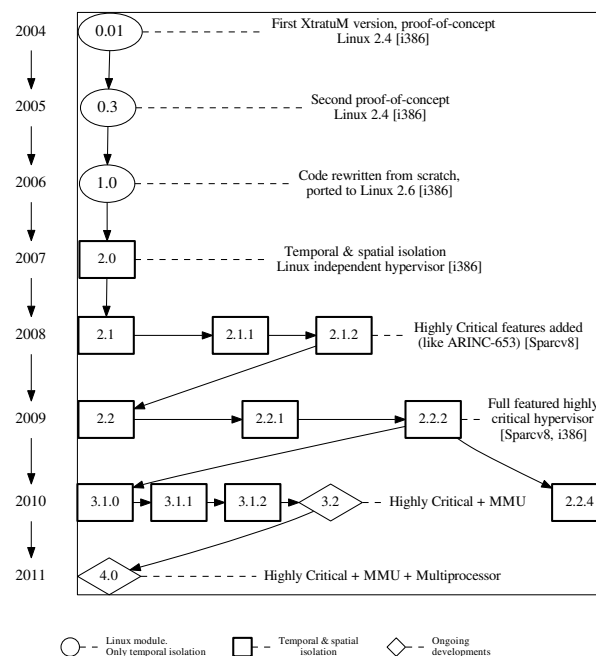 2004
0.01
First XtratuM version, proof-of-concept
Linux 2.4 [i386]
2005
0.3
Second proof-of-concept
Linux 2.4 [i386]
2006
1.0
Code rewritten from scratch,
ported to Linux 2.6 [i386]
2007
2.0
Temporal & spatial isolation
Linux independent hypervisor [i386]
2008
2.1
2.1.1
2.1.2
Highly Critical features added
(like ARINC-653) [Sparcv8]
2009
2.2
2.2.1
2.2.2
Full featured highly
critical hypervisor
[Sparcv8, i386]
2010
3.1.0
3.1.1
3.1.2
3.2
Highly Critical + MMU
2.2.4
2011
4.0
Highly Critical + MMU + Multiprocessor
Linux module.
Only temporal isolation
Temporal & spatial
isolation
Ongoing
developments